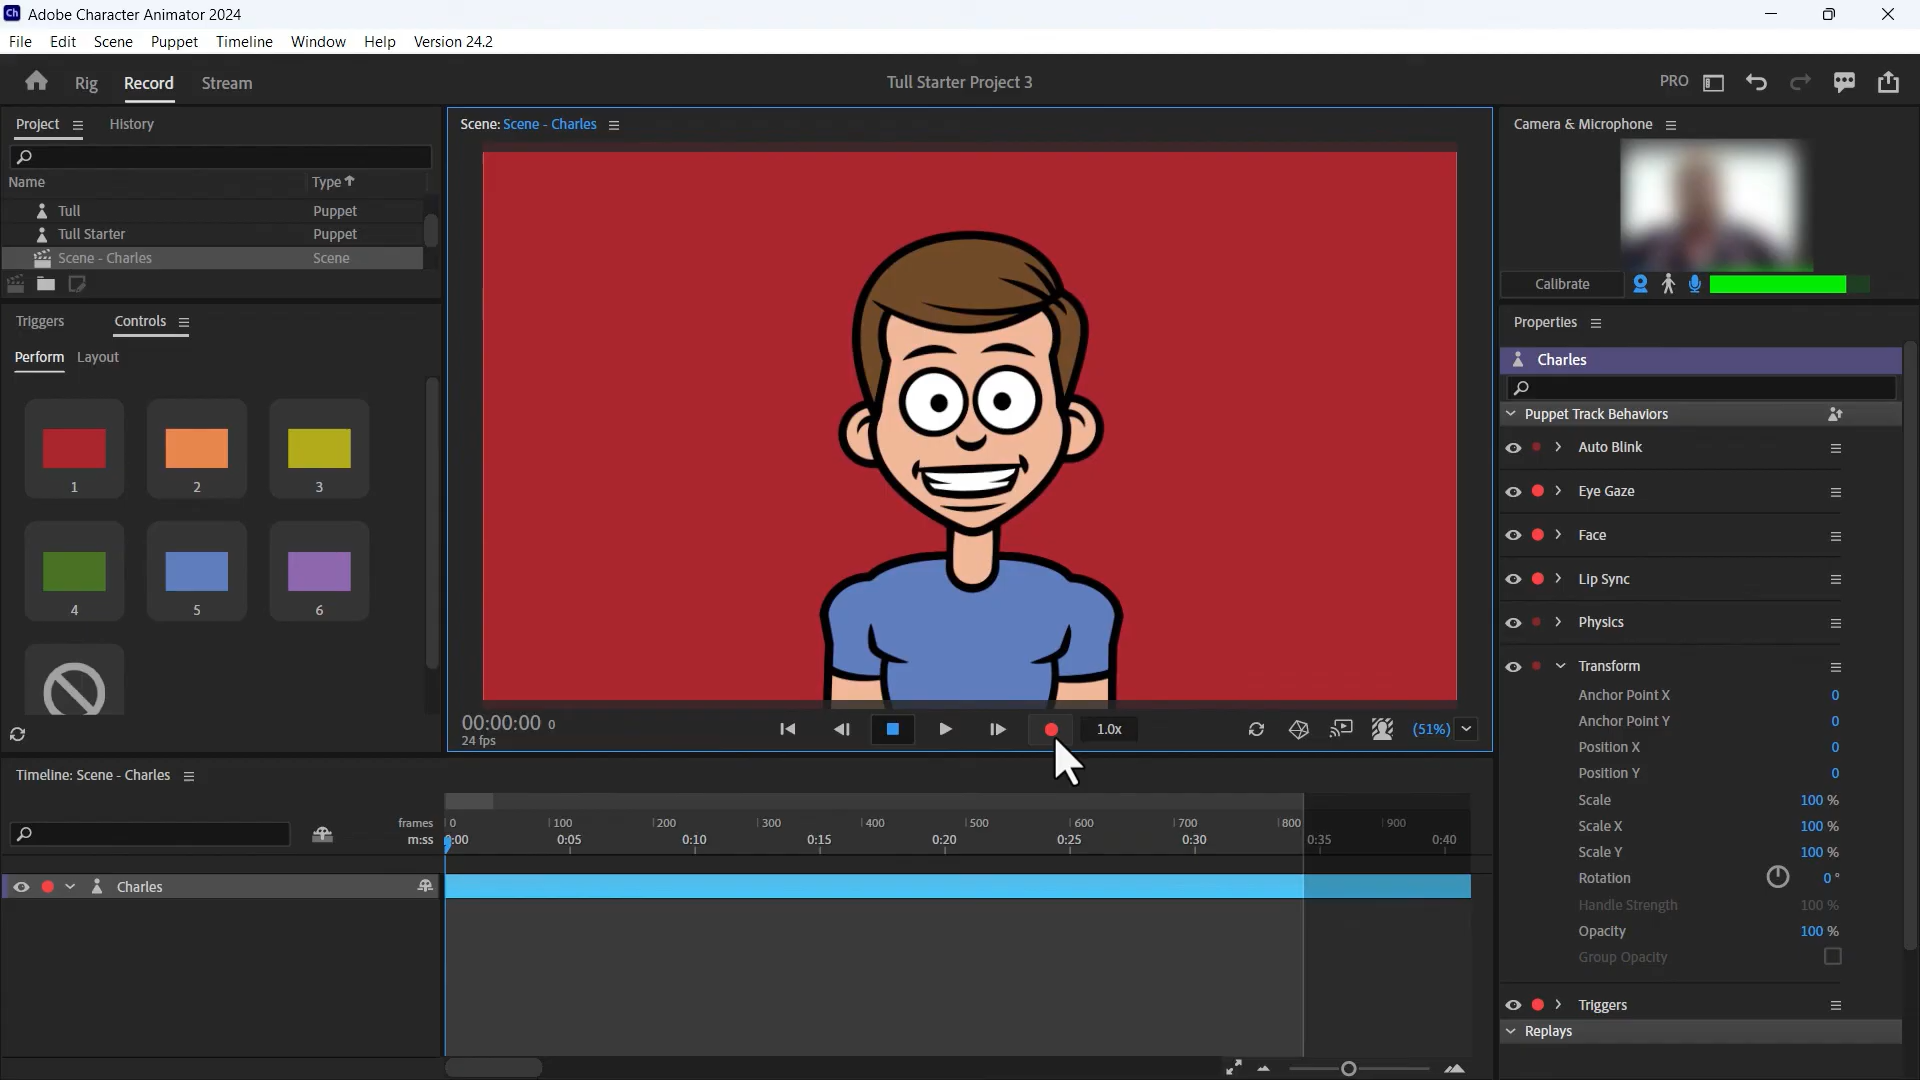 Ch Adobe Character Animator 2024
File Edit Scene Puppet Timeline Window Help Version 24.2
Rig Record Stream Tull Starter Project 3 PRO
Project History
Name Type
Tull Puppet
Tull Starter Puppet
Scene - Charles Scene
Triggers Controls
Perform Layout
1 2 3
4 5 6
Scene: Scene - Charles
00:00:00 0
24 fps
1.0x
(51%)
Camera & Microphone
Calibrate
Properties
Charles
Puppet Track Behaviors
Auto Blink
Eye Gaze
Face
Lip Sync
Physics
Transform
Anchor Point X 0
Anchor Point Y 0
Position X 0
Position Y 0
Scale 100 %
Scale X 100 %
Scale Y 100 %
Rotation 0 °
Handle Strength 100 %
Opacity 100 %
Group Opacity
Triggers
Replays
Timeline: Scene - Charles
frames 0 100 200 300 400 500 600 700 800 900
m:ss 0:00 0:05 0:10 0:15 0:20 0:25 0:30 0:35 0:40
Charles